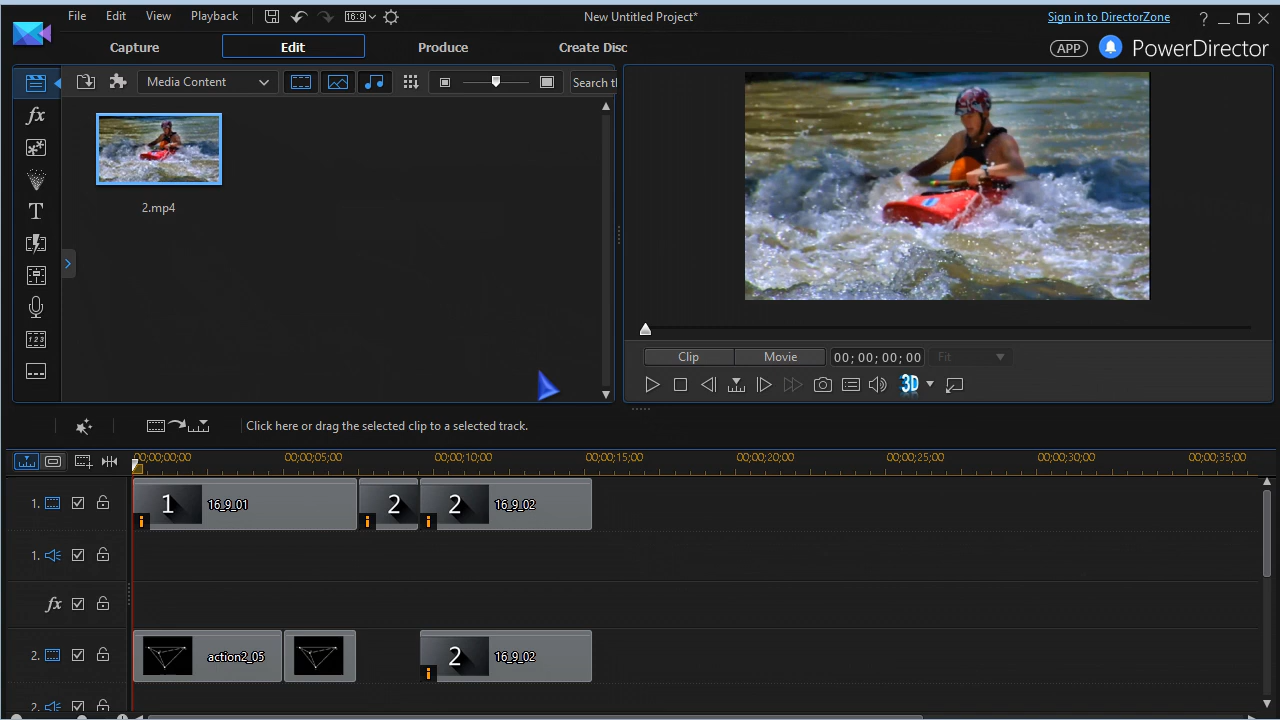 File Edit View Playback 16:9 New Untitled Project* Sign in to DirectorZone ?
Capture Edit Produce Create Disc APP PowerDirector
Media Content Search th
fx
2.mp4
T
123
Clip Movie 00;00;00;00 Fit
3D
Click here or drag the selected clip to a selected track.
00;00;00;00 00;00;05;00 00;00;10;00 00;00;15;00 00;00;20;00 00;00;25;00 00;00;30;00 00;00;35;00
1. 1 16_9_01 2 2 16_9_02
1.
fx
2. action2_05 2 16_9_02
2.